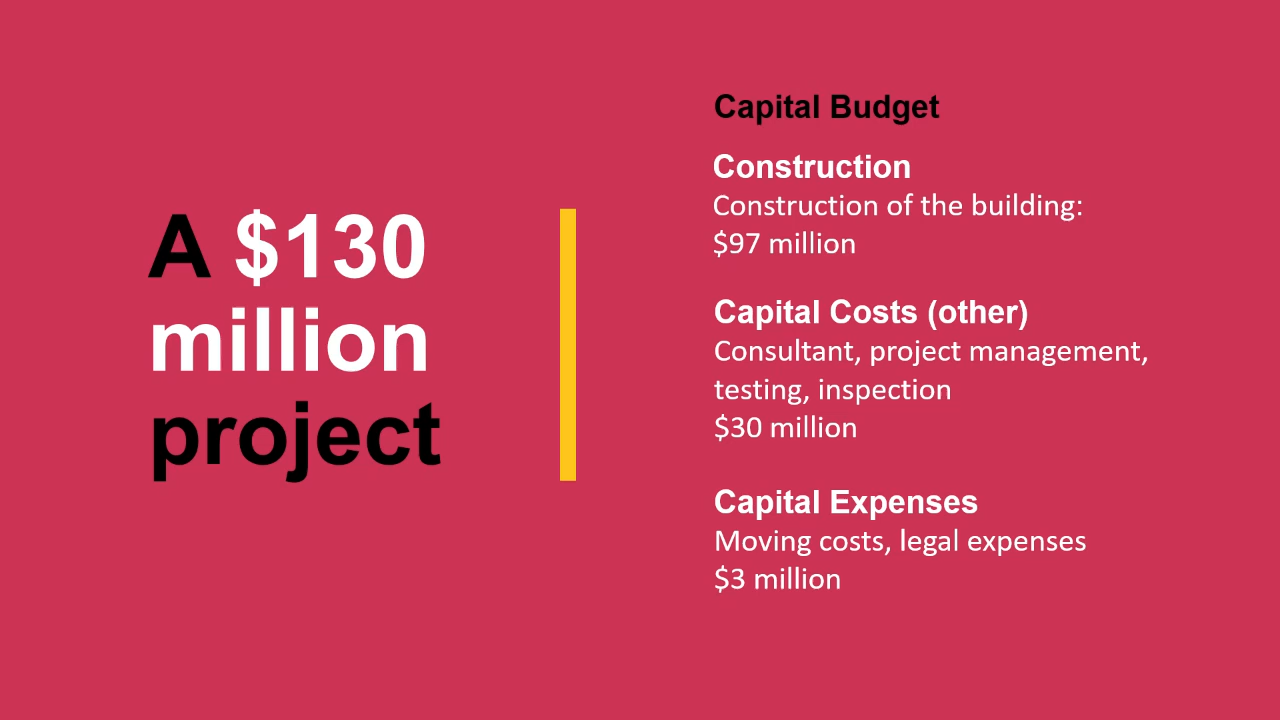 A $130
million
project
Capital Budget
Construction
Construction of the building:
$97 million
Capital Costs (other)
Consultant, project management,
testing, inspection
$30 million
Capital Expenses
Moving costs, legal expenses
$3 million